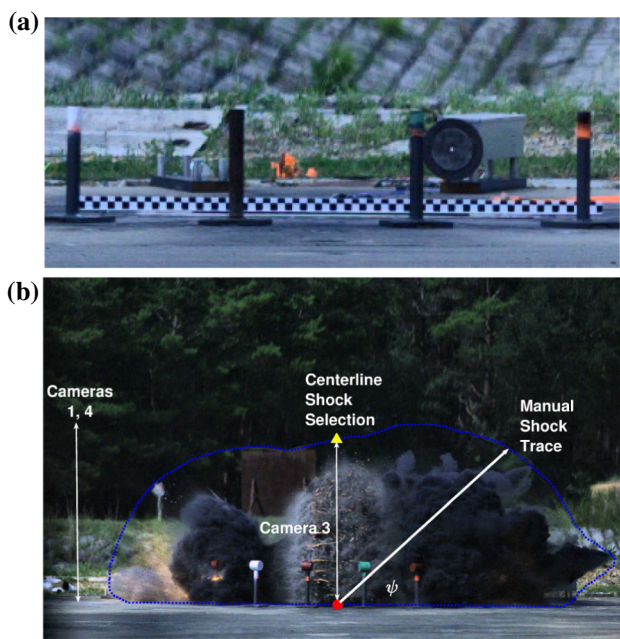 (a)
(b)
Cameras
1, 4
Centerline
Shock
Selection
Manual
Shock
Trace
Camera 3
ψ